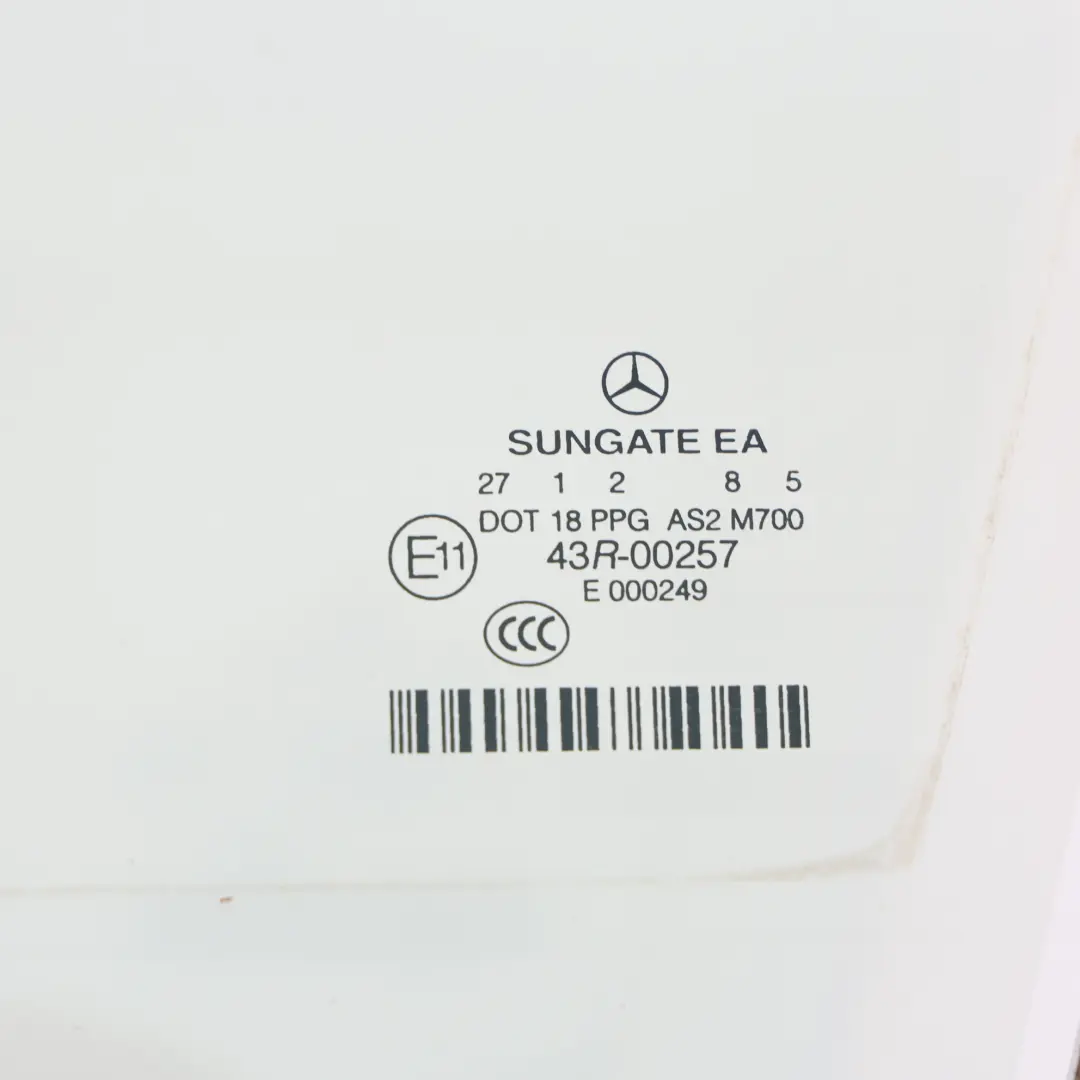 SUNGATE EA
27 1 2 8 5
DOT 18 PPG AS2 M700
E11 43R-00257
E 000249
CCC